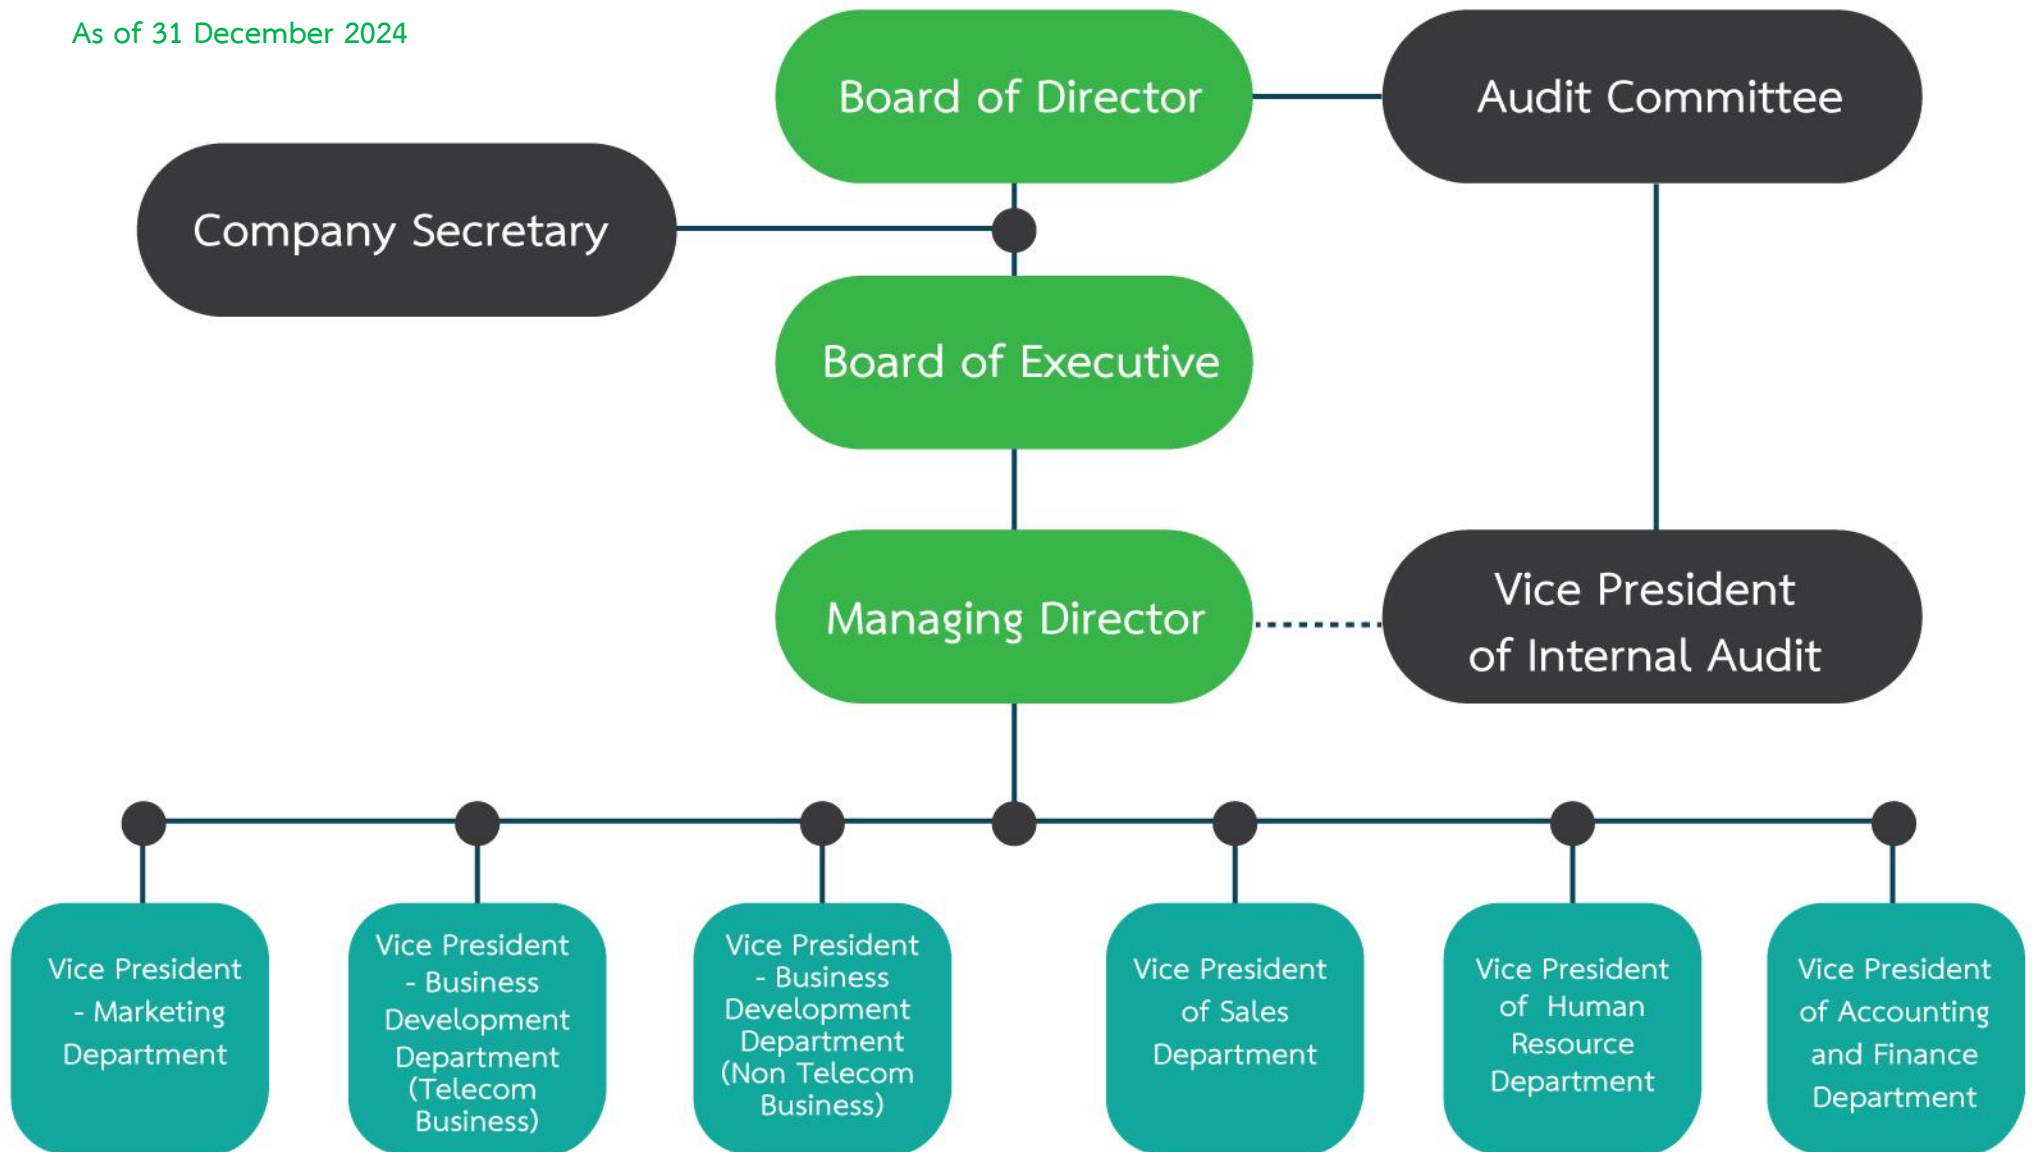 As of 31 December 2024
Board of Director
Audit Committee
Company Secretary
Board of Executive
Managing Director
Vice President
of Internal Audit
Vice President
- Marketing
Department
Vice President
- Business
Development
Department
(Telecom
Business)
Vice President
- Business
Development
Department
(Non Telecom
Business)
Vice President
of Sales
Department
Vice President
of Human
Resource
Department
Vice President
of Accounting
and Finance
Department